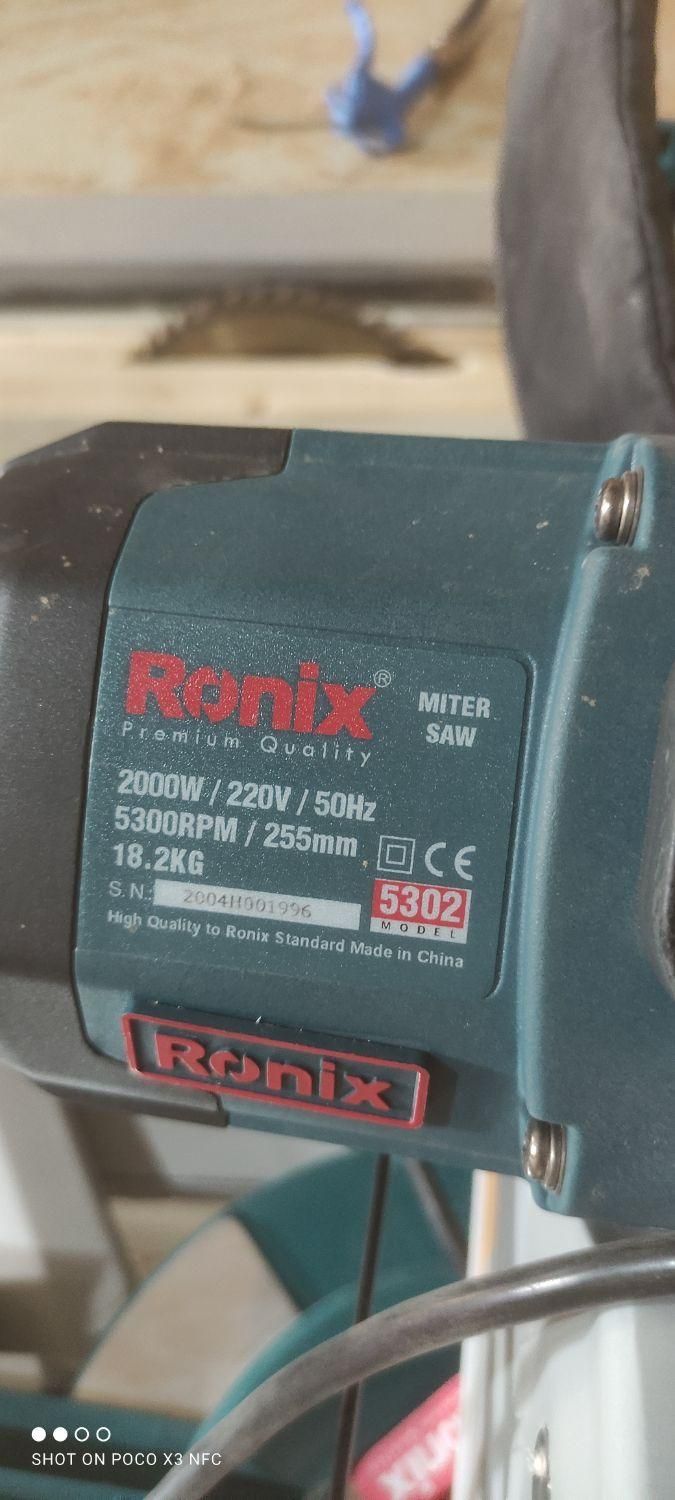 Ronix®
MITER
SAW
Premium Quality
2000W / 220V / 50Hz
5300RPM / 255mm
18.2KG
CE
S.N.: 2004H001996
5302
MODEL
High Quality to Ronix Standard Made in China
Ronix
onix
SHOT ON POCO X3 NFC